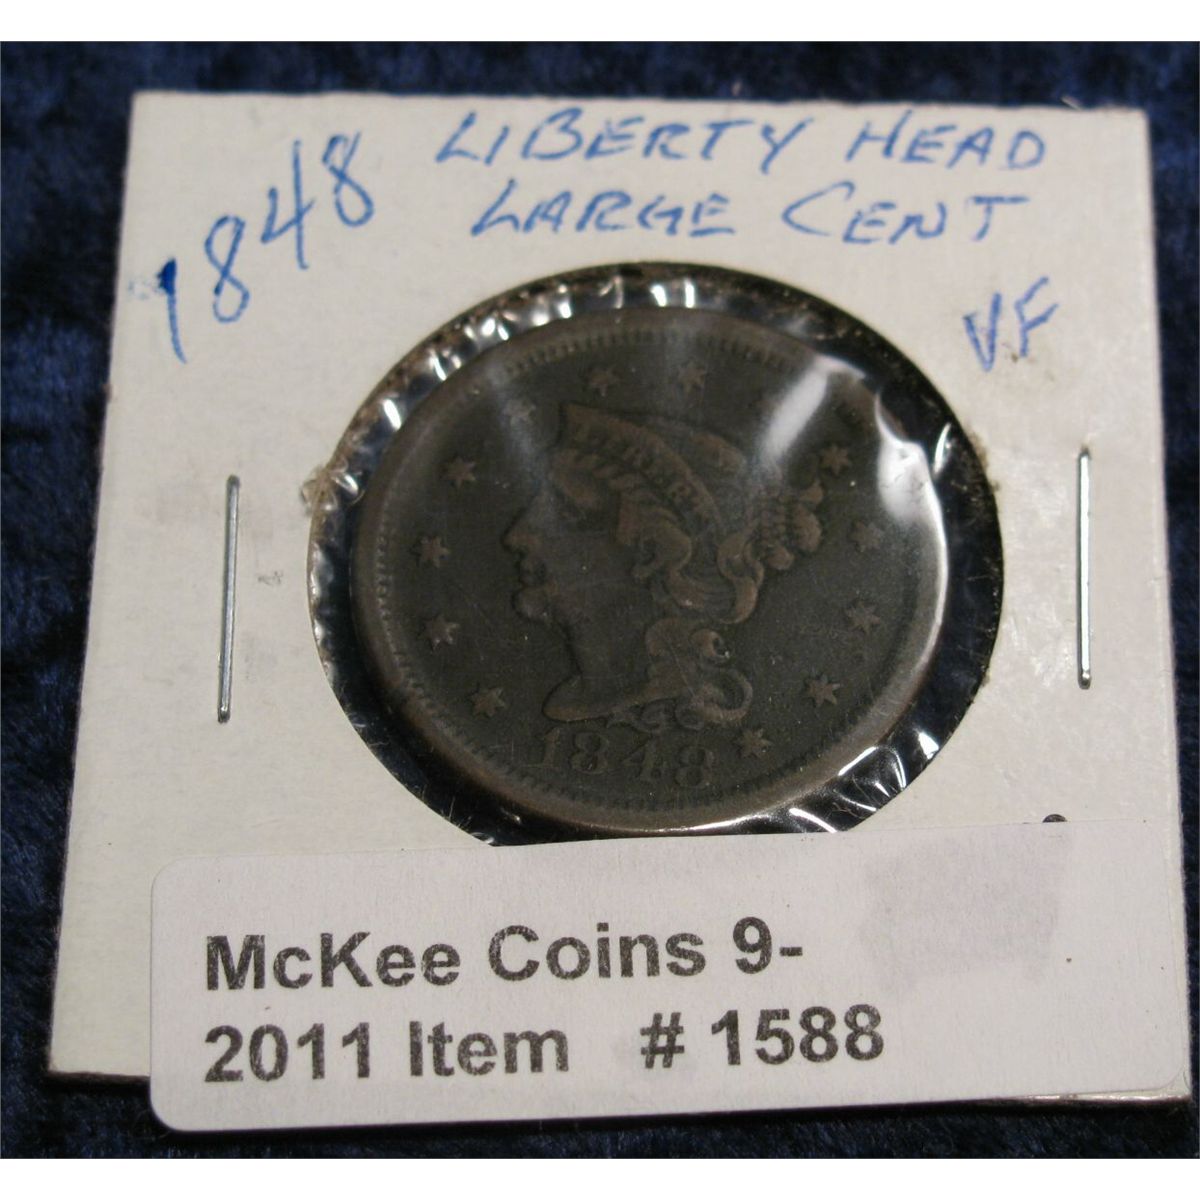 1848
LIBERTY HEAD
LARGE CENT
VF
LIBERTY
1848
McKee Coins 9-
2011 Item # 1588